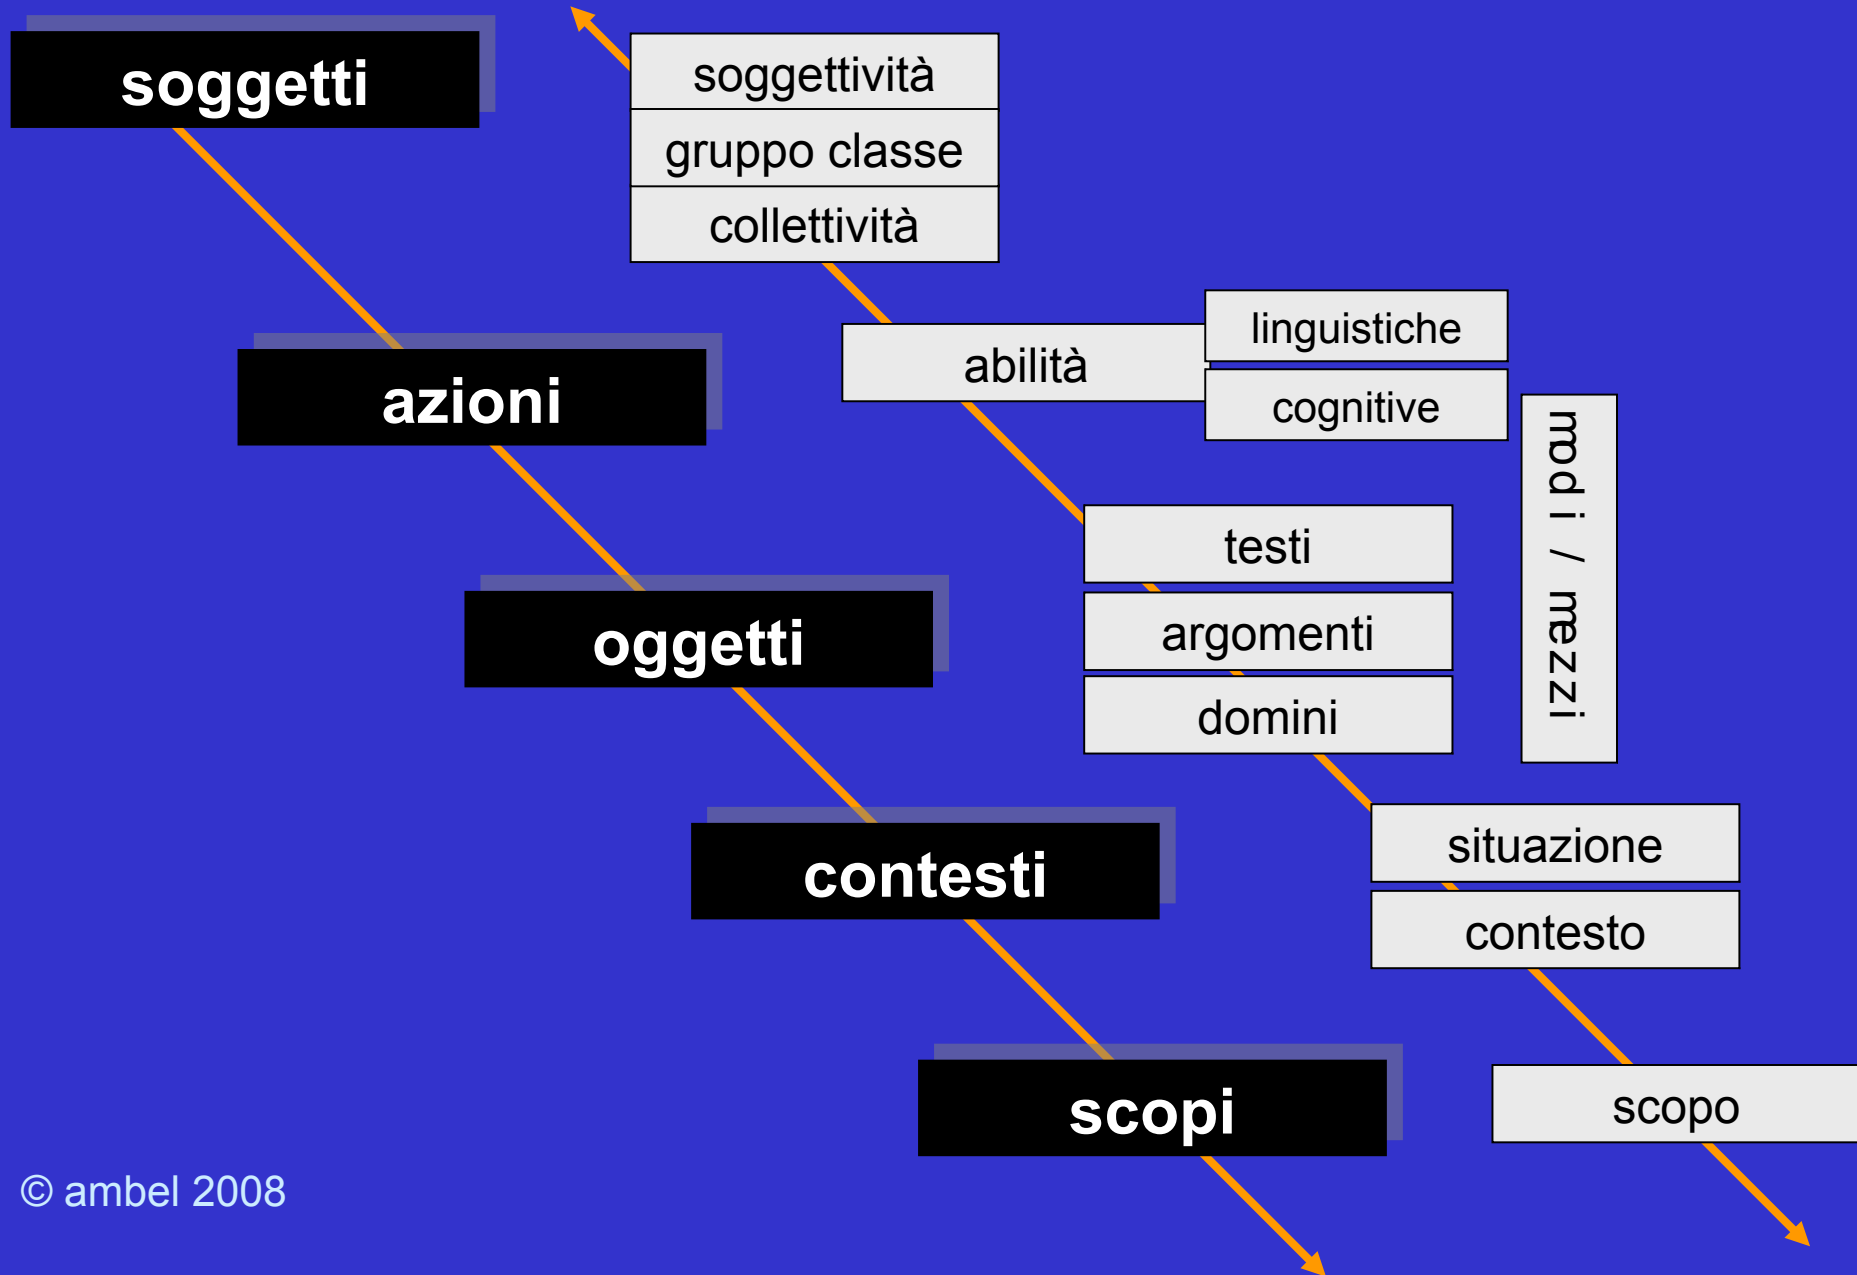 soggetti
soggettività
gruppo classe
collettività
azioni
abilità
linguistiche
cognitive
modi / mezzi
oggetti
testi
argomenti
domini
contesti
situazione
contesto
scopi
scopo
© ambel 2008